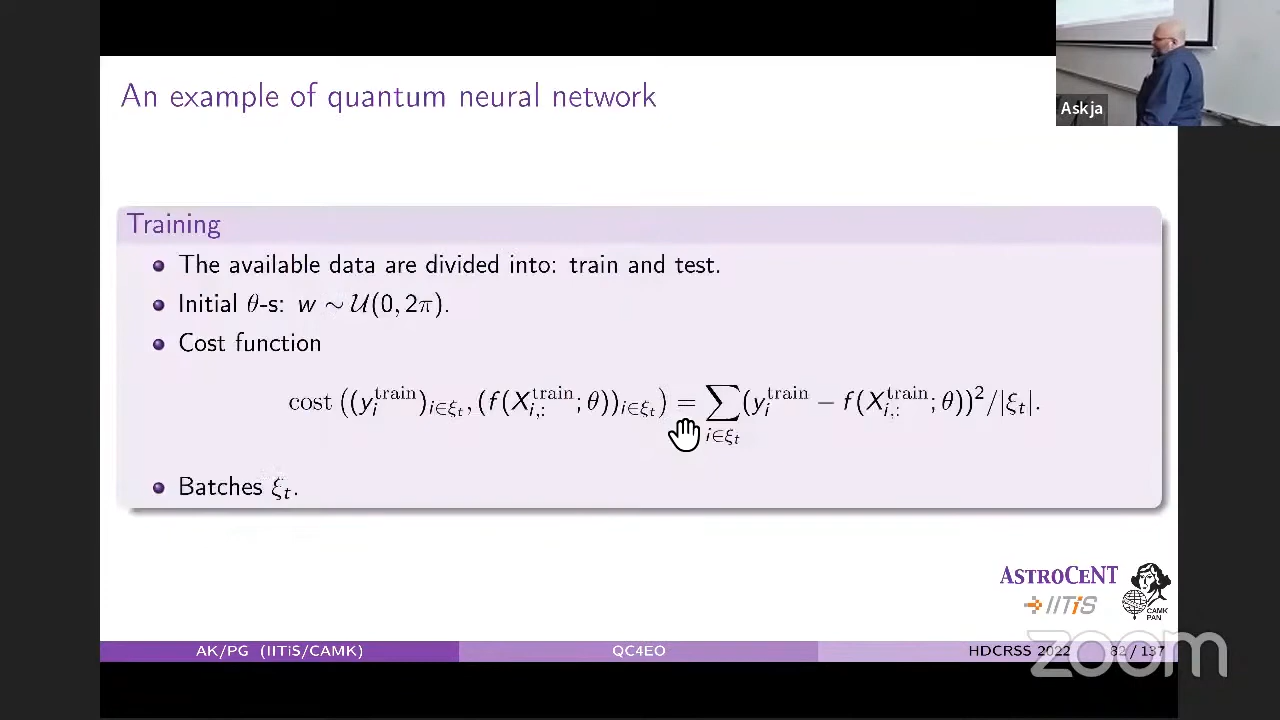 An example of quantum neural network
Askja
Training
The available data are divided into: train and test.
Initial θ-s: w ∼ 𝒰(0, 2π).
Cost function
cost ((y_i^train)_{i∈ξ_t}, (f(X_{i,:}^train; θ))_{i∈ξ_t}) = ∑_{i∈ξ_t} (y_i^train − f(X_{i,:}^train; θ))²/|ξ_t|.
Batches ξ_t.
ASTROCENT
IITiS
CAMK
PAN
AK/PG (IITiS/CAMK)
QC4EO
HDCRSS 2022
32 / 137
zoom